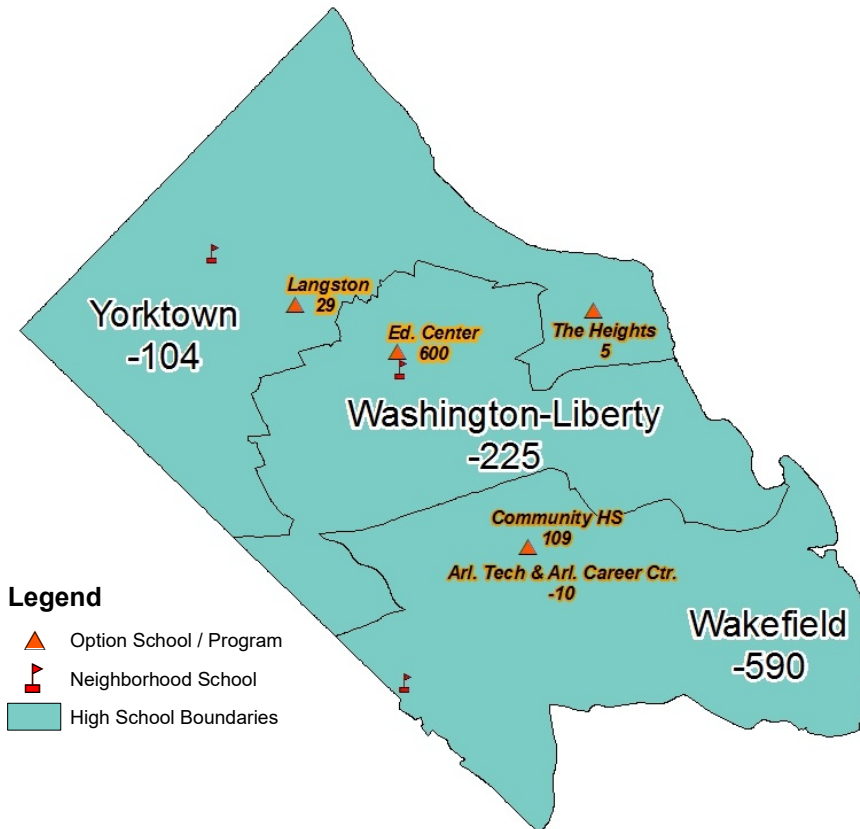 Langston
29
Yorktown
-104
Ed. Center
600
The Heights
5
Washington-Liberty
-225
Community HS
109
Arl. Tech & Arl. Career Ctr.
-10
Wakefield
-590
Legend
Option School / Program
Neighborhood School
High School Boundaries